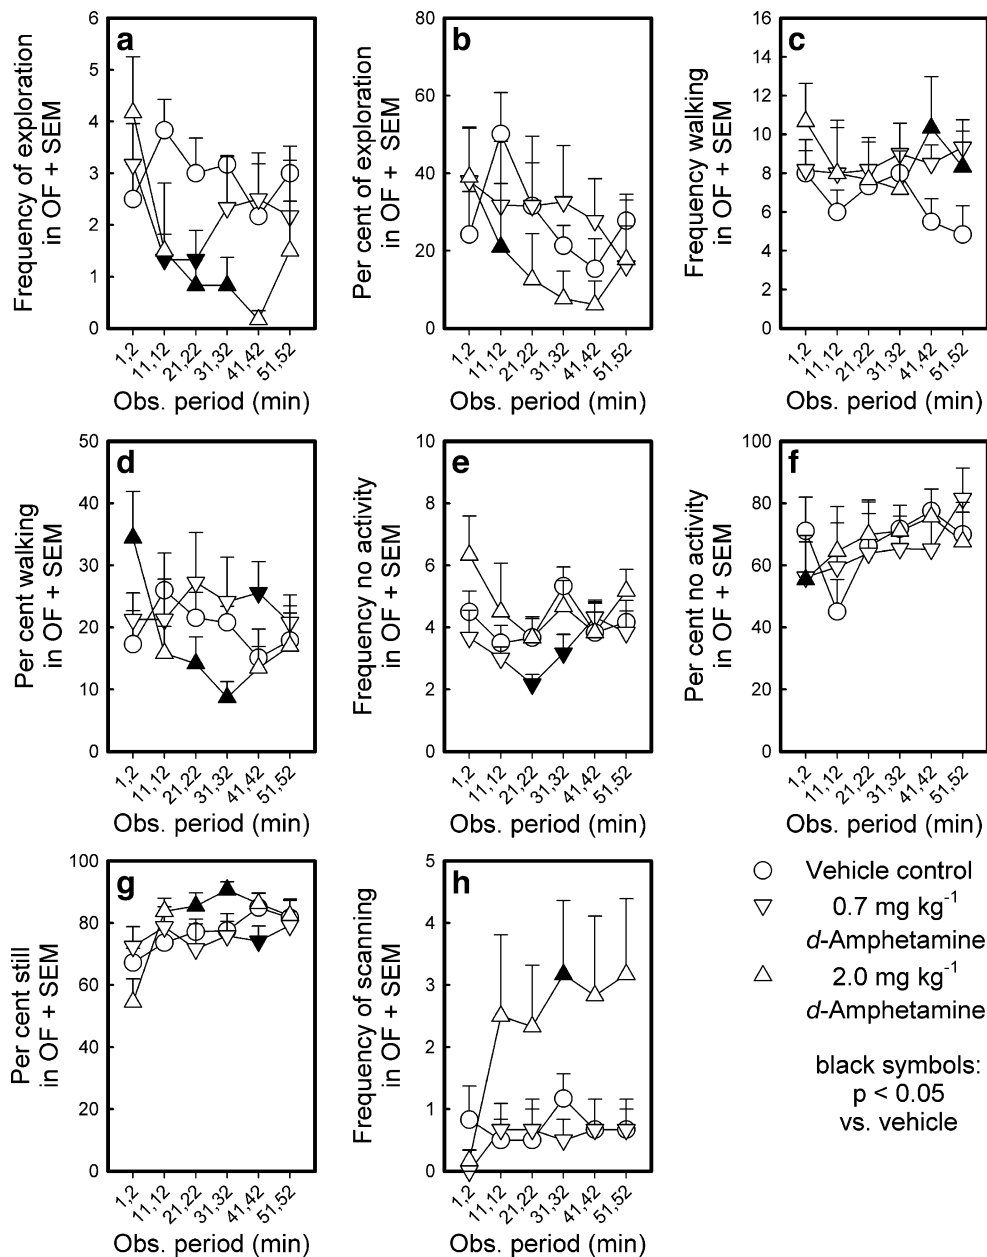 a
Frequency of exploration
in OF + SEM
6
5
4
3
2
1
0
1,2
11,12
21,22
31,32
41,42
51,52
Obs. period (min)
b
Per cent of exploration
in OF + SEM
80
60
40
20
0
1,2
11,12
21,22
31,32
41,42
51,52
Obs. period (min)
c
Frequency walking
in OF + SEM
16
14
12
10
8
6
4
2
0
1,2
11,12
21,22
31,32
41,42
51,52
Obs. period (min)
d
Per cent walking
in OF + SEM
50
40
30
20
10
0
1,2
11,12
21,22
31,32
41,42
51,52
Obs. period (min)
e
Frequency no activity
in OF + SEM
10
8
6
4
2
0
1,2
11,12
21,22
31,32
41,42
51,52
Obs. period (min)
f
Per cent no activity
in OF + SEM
100
80
60
40
20
0
1,2
11,12
21,22
31,32
41,42
51,52
Obs. period (min)
g
Per cent still
in OF + SEM
100
80
60
40
20
0
1,2
11,12
21,22
31,32
41,42
51,52
Obs. period (min)
h
Frequency of scanning
in OF + SEM
5
4
3
2
1
0
1,2
11,12
21,22
31,32
41,42
51,52
Obs. period (min)
Vehicle control
0.7 mg kg⁻¹
d-Amphetamine
2.0 mg kg⁻¹
d-Amphetamine
black symbols:
p < 0.05
vs. vehicle